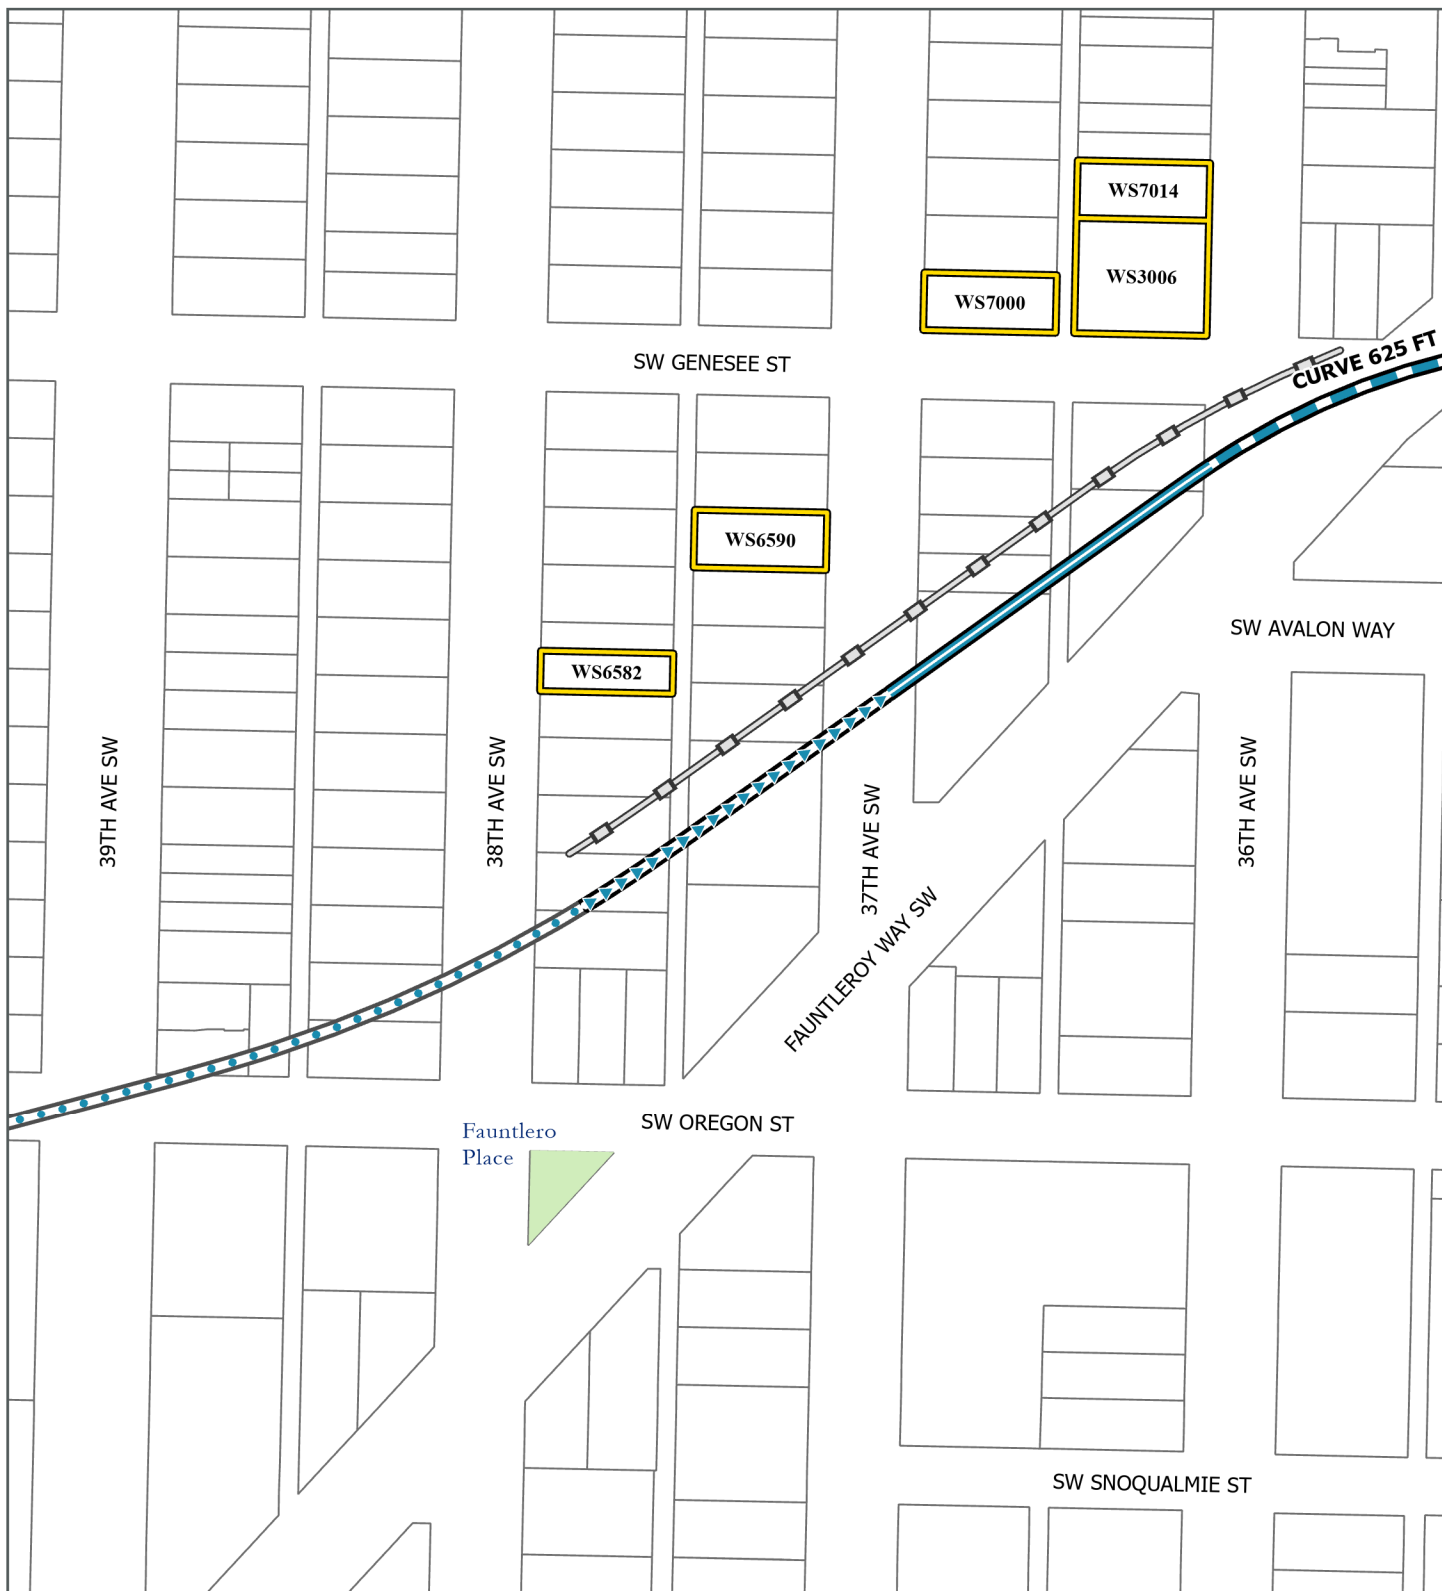 WS7014
WS3006
WS7000
CURVE 625 FT
SW GENESEE ST
WS6590
SW AVALON WAY
WS6582
39TH AVE SW
38TH AVE SW
37TH AVE SW
36TH AVE SW
FAUNTLEROY WAY SW
SW OREGON ST
Fauntlero
Place
SW SNOQUALMIE ST